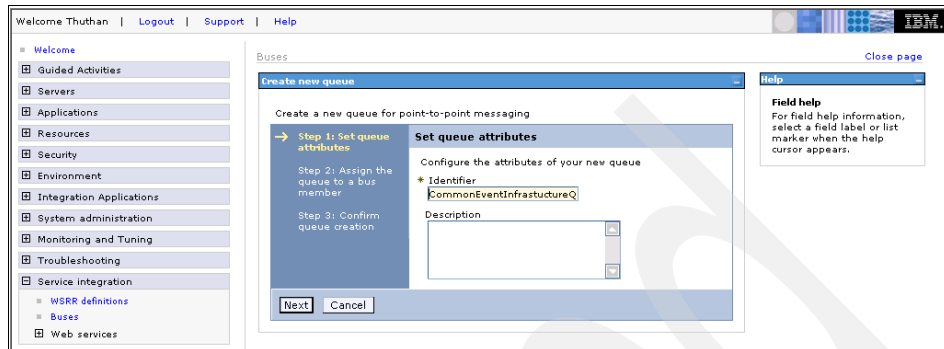 Welcome Thuthan | Logout | Support | Help
IBM.
Welcome
Guided Activities
Servers
Applications
Resources
Security
Environment
Integration Applications
System administration
Monitoring and Tuning
Troubleshooting
Service integration
WSRR definitions
Buses
Web services
Buses
Close page
Create new queue
Create a new queue for point-to-point messaging
Step 1: Set queue
attributes
Step 2: Assign the
queue to a bus
member
Step 3: Confirm
queue creation
Set queue attributes
Configure the attributes of your new queue
* Identifier
CommonEventInfrastuctureQ
Description
Next Cancel
Help
Field help
For field help information,
select a field label or list
marker when the help
cursor appears.